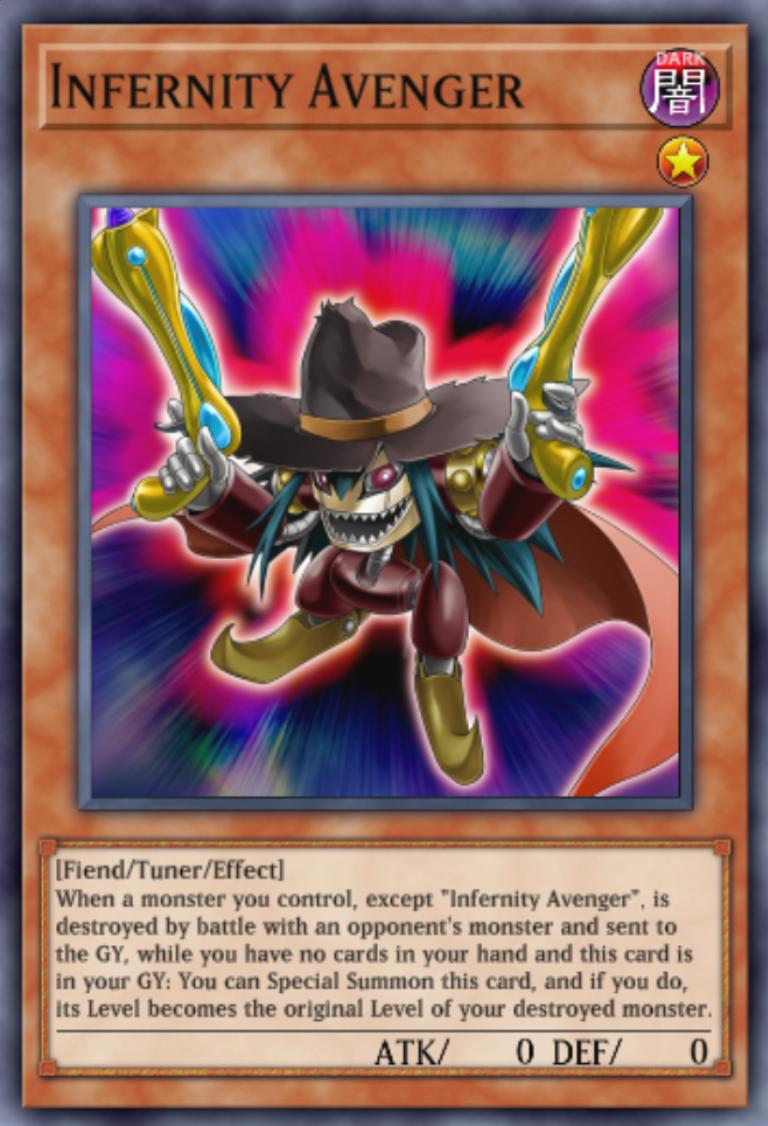 Infernity Avenger
DARK
闇
[Fiend/Tuner/Effect]
When a monster you control, except "Infernity Avenger", is
destroyed by battle with an opponent's monster and sent to
the GY, while you have no cards in your hand and this card is
in your GY: You can Special Summon this card, and if you do,
its Level becomes the original Level of your destroyed monster.
ATK/ 0 DEF/ 0